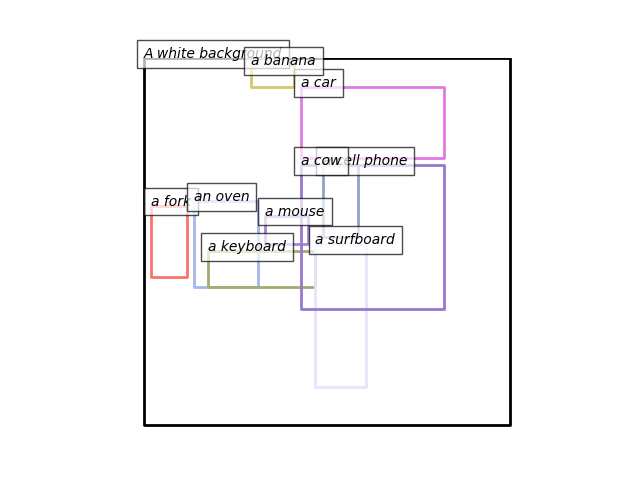 A white background
a banana
a car
a cow
cell phone
a fork
an oven
a mouse
a keyboard
a surfboard